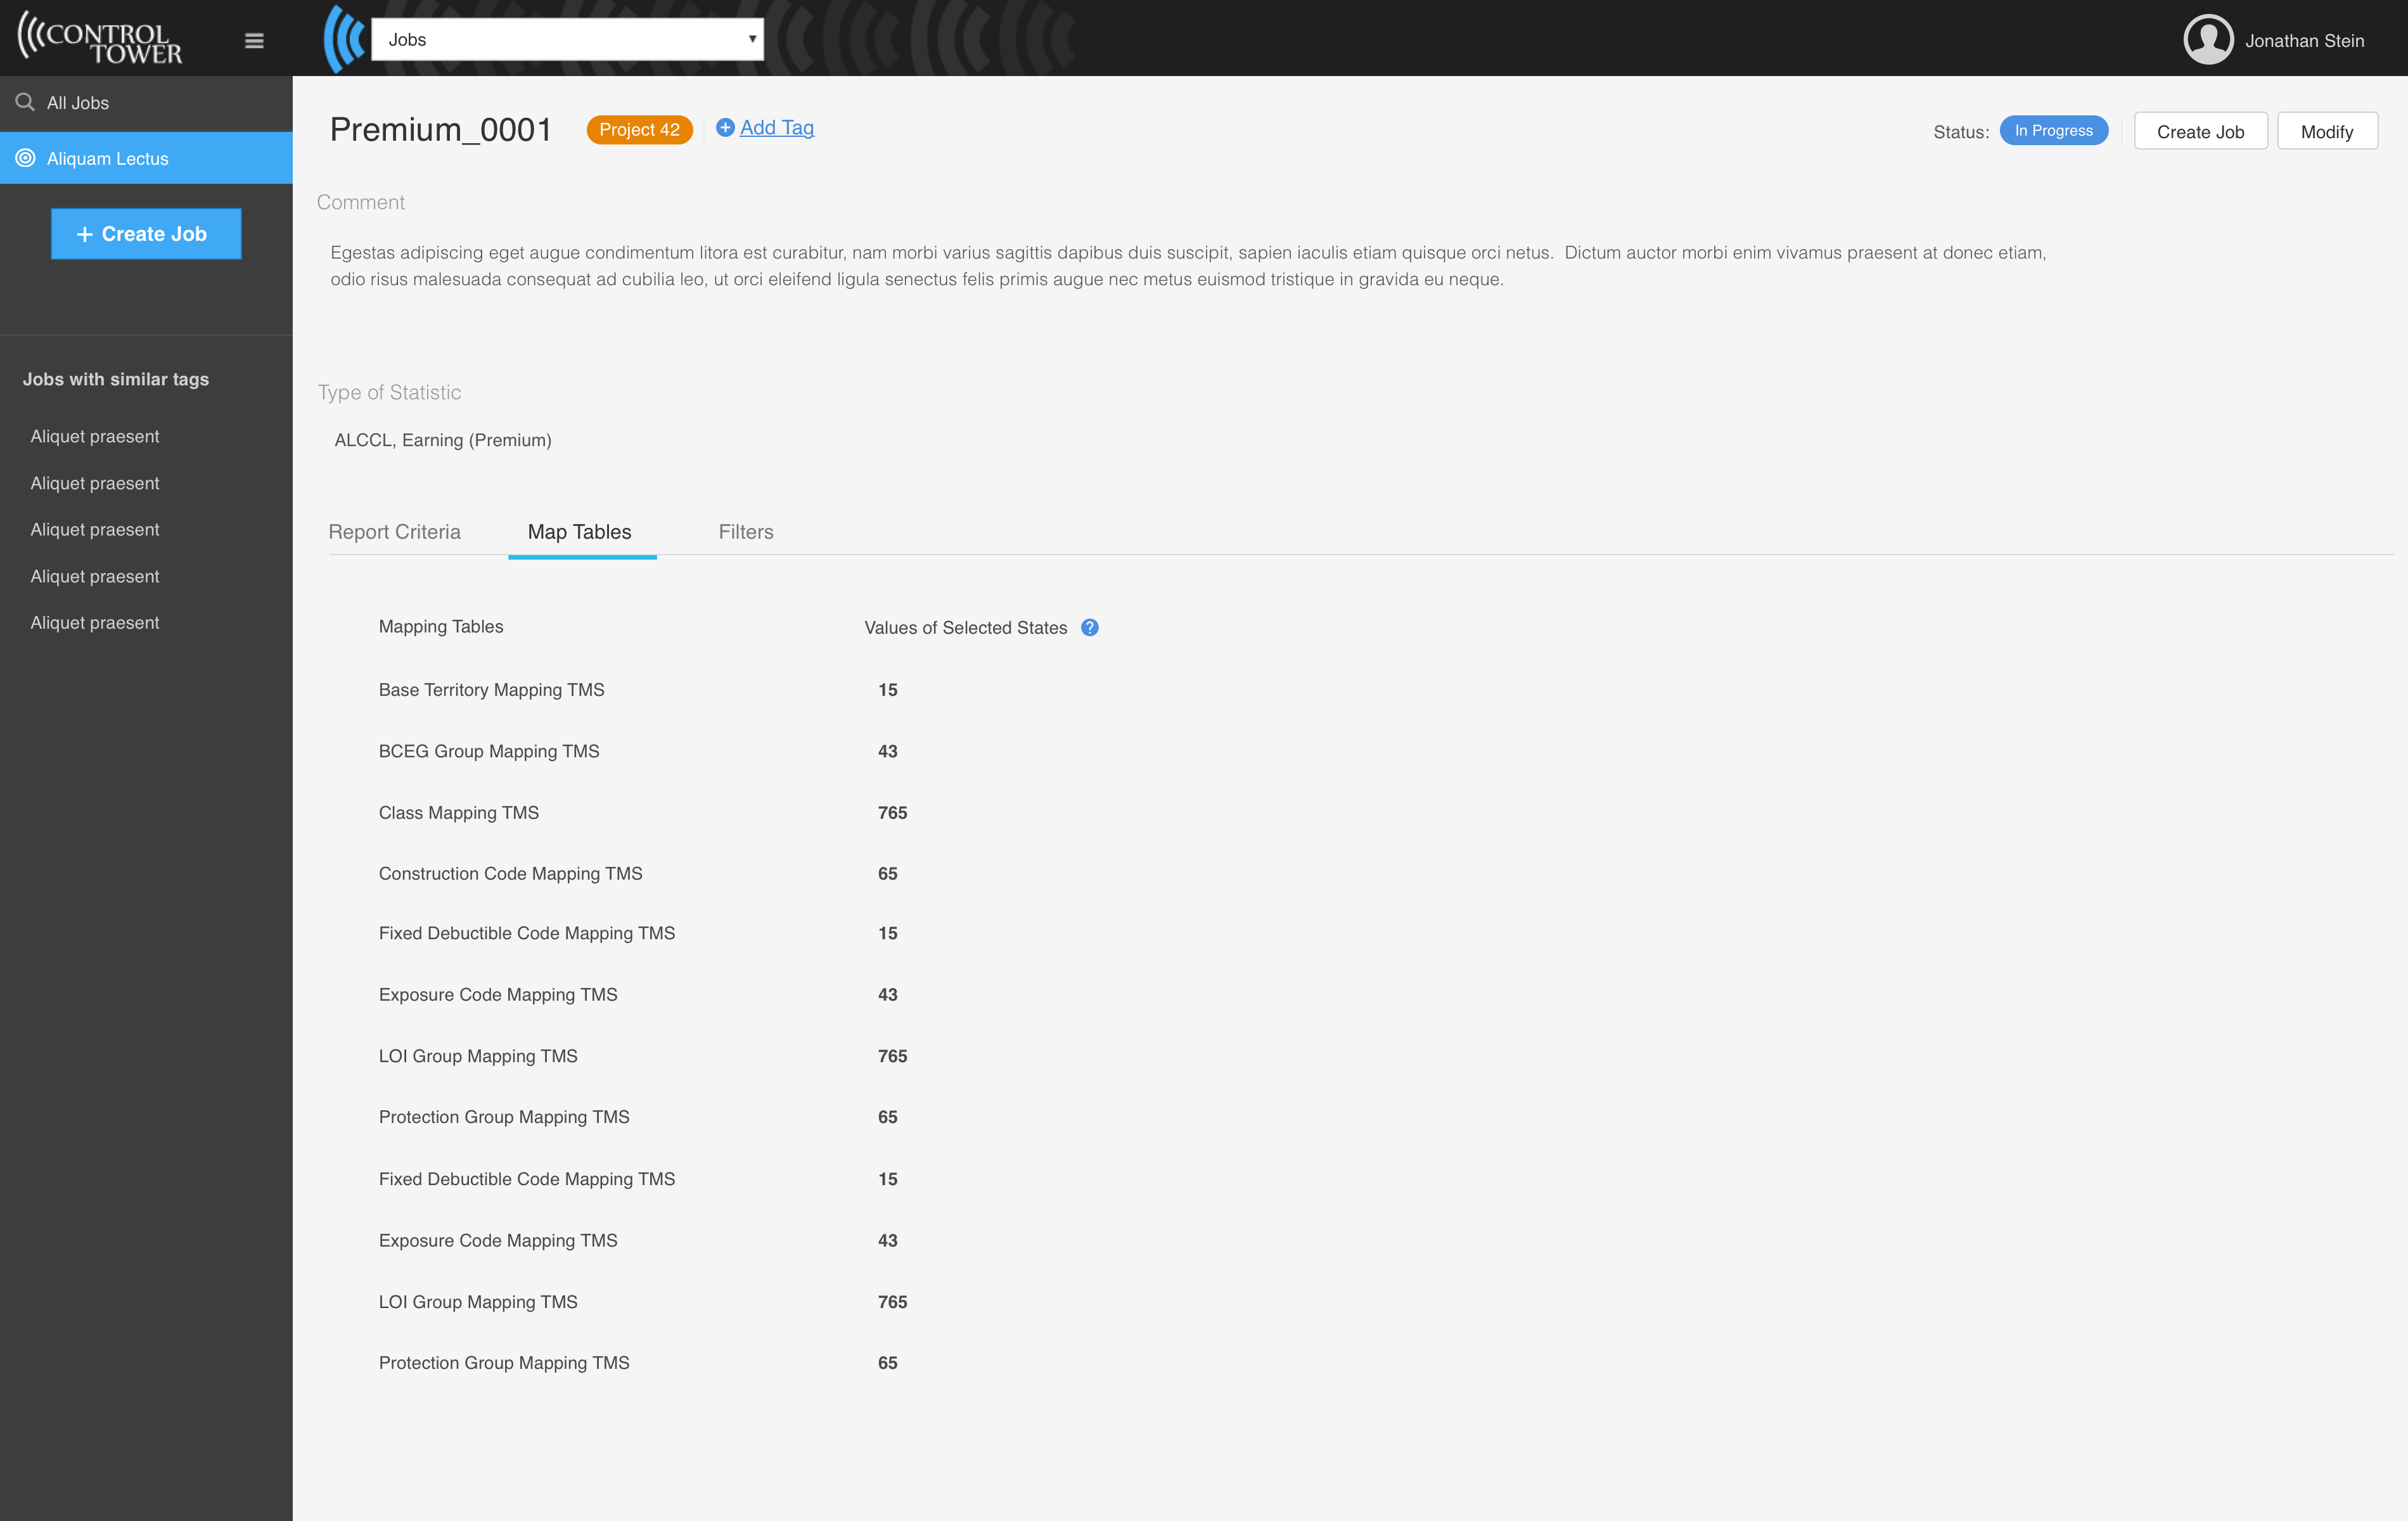 CONTROL
TOWER
Jobs
Jonathan Stein
All Jobs
Aliquam Lectus
+ Create Job
Jobs with similar tags
Aliquet praesent
Aliquet praesent
Aliquet praesent
Aliquet praesent
Aliquet praesent
Premium_0001
Project 42
Add Tag
Status:
In Progress
Create Job
Modify
Comment
Egestas adipiscing eget augue condimentum litora est curabitur, nam morbi varius sagittis dapibus duis suscipit, sapien iaculis etiam quisque orci netus.  Dictum auctor morbi enim vivamus praesent at donec etiam,
odio risus malesuada consequat ad cubilia leo, ut orci eleifend ligula senectus felis primis augue nec metus euismod tristique in gravida eu neque.
Type of Statistic
ALCCL, Earning (Premium)
Report Criteria
Map Tables
Filters
Mapping Tables Values of Selected States ?
Base Territory Mapping TMS 15
BCEG Group Mapping TMS 43
Class Mapping TMS 765
Construction Code Mapping TMS 65
Fixed Debuctible Code Mapping TMS 15
Exposure Code Mapping TMS 43
LOI Group Mapping TMS 765
Protection Group Mapping TMS 65
Fixed Debuctible Code Mapping TMS 15
Exposure Code Mapping TMS 43
LOI Group Mapping TMS 765
Protection Group Mapping TMS 65